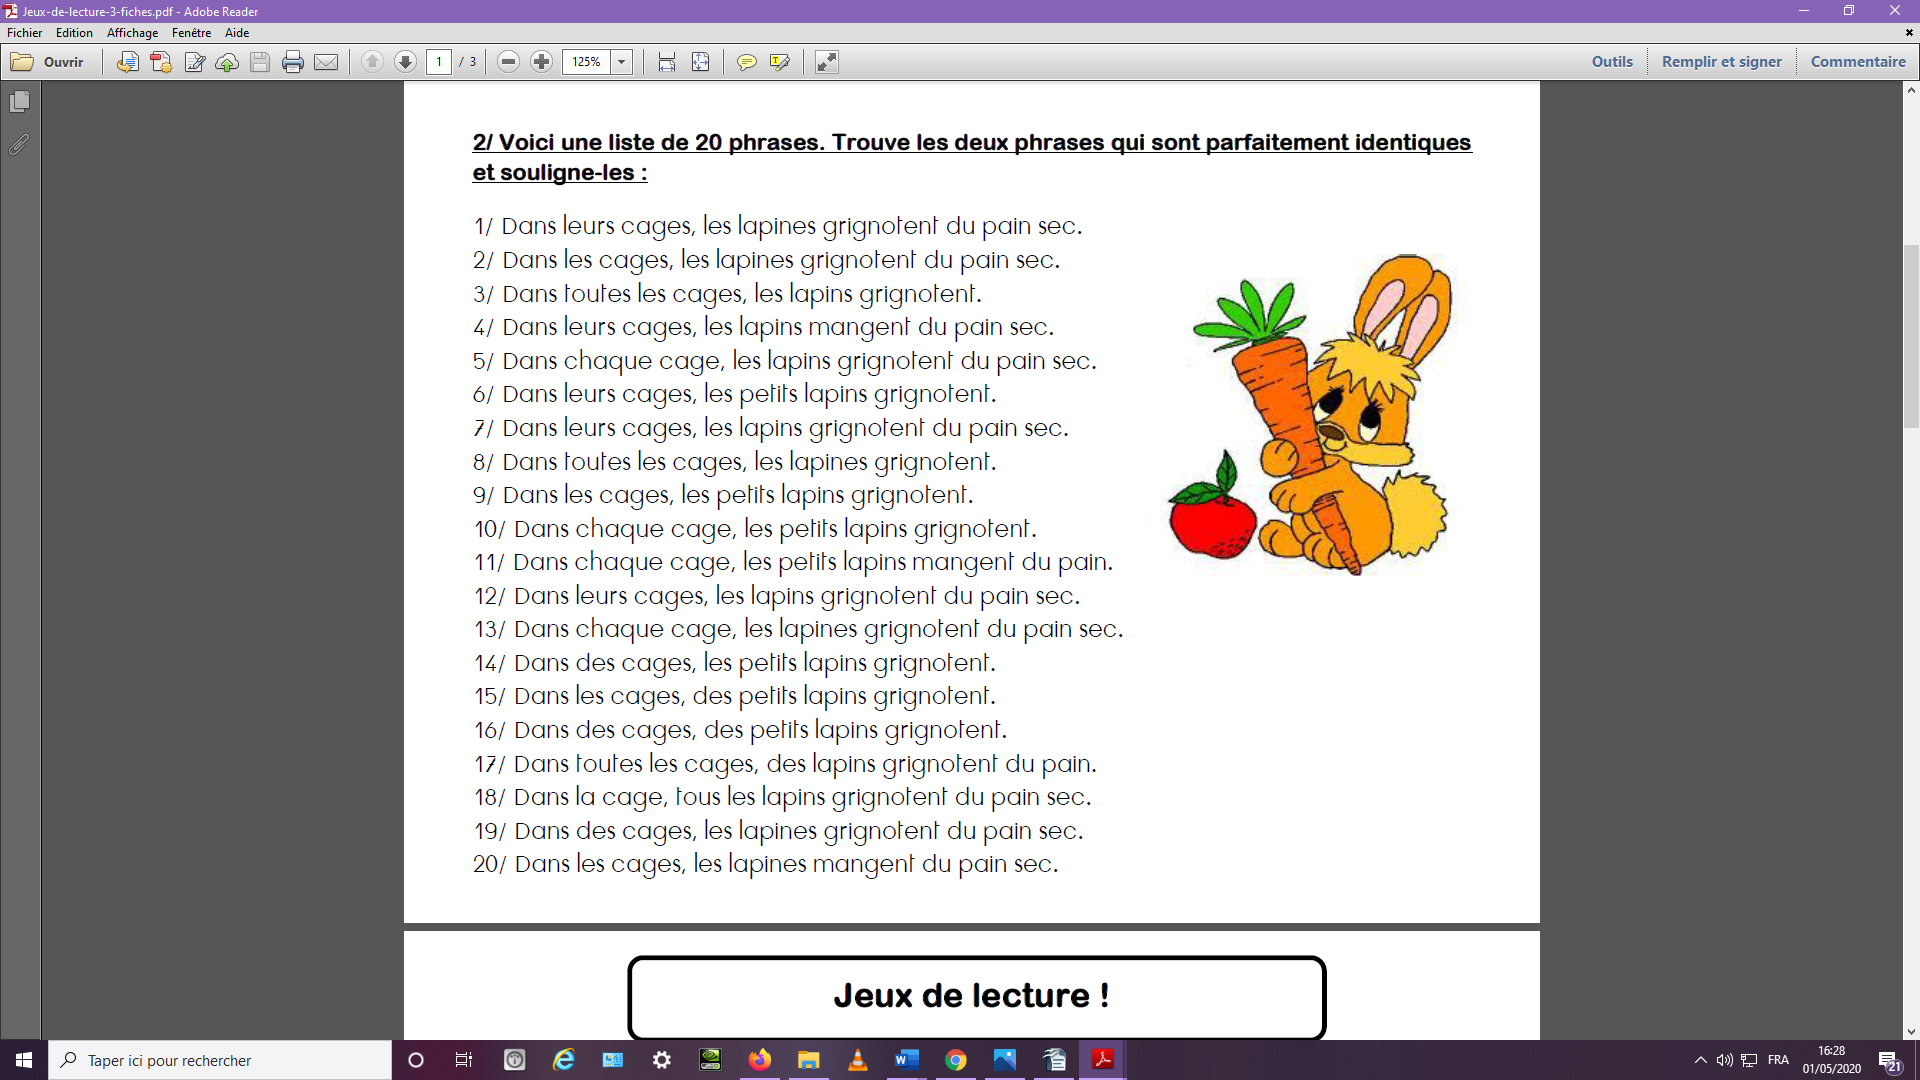 Jeux-de-lecture-3-fiches.pdf - Adobe Reader
Fichier Edition Affichage Fenêtre Aide
Ouvrir 1 / 3 125% Outils Remplir et signer Commentaire
2/ Voici une liste de 20 phrases. Trouve les deux phrases qui sont parfaitement identiques
et souligne-les :
1/ Dans leurs cages, les lapines grignotent du pain sec.
2/ Dans les cages, les lapines grignotent du pain sec.
3/ Dans toutes les cages, les lapins grignotent.
4/ Dans leurs cages, les lapins mangent du pain sec.
5/ Dans chaque cage, les lapins grignotent du pain sec.
6/ Dans leurs cages, les petits lapins grignotent.
7/ Dans leurs cages, les lapins grignotent du pain sec.
8/ Dans toutes les cages, les lapines grignotent.
9/ Dans les cages, les petits lapins grignotent.
10/ Dans chaque cage, les petits lapins grignotent.
11/ Dans chaque cage, les petits lapins mangent du pain.
12/ Dans leurs cages, les lapins grignotent du pain sec.
13/ Dans chaque cage, les lapines grignotent du pain sec.
14/ Dans des cages, les petits lapins grignotent.
15/ Dans les cages, des petits lapins grignotent.
16/ Dans des cages, des petits lapins grignotent.
17/ Dans toutes les cages, des lapins grignotent du pain.
18/ Dans la cage, tous les lapins grignotent du pain sec.
19/ Dans des cages, les lapines grignotent du pain sec.
20/ Dans les cages, les lapines mangent du pain sec.
Jeux de lecture !
Taper ici pour rechercher
FRA
16:28
01/05/2020
21